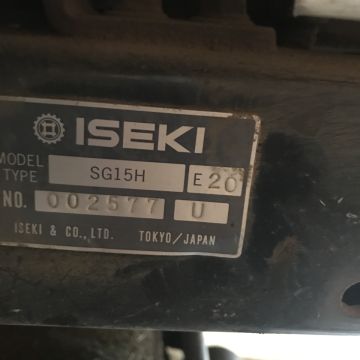 ISEKI
MODEL
TYPE SG15H E20
NO. 002577 U
ISEKI & CO., LTD. TOKYO/JAPAN